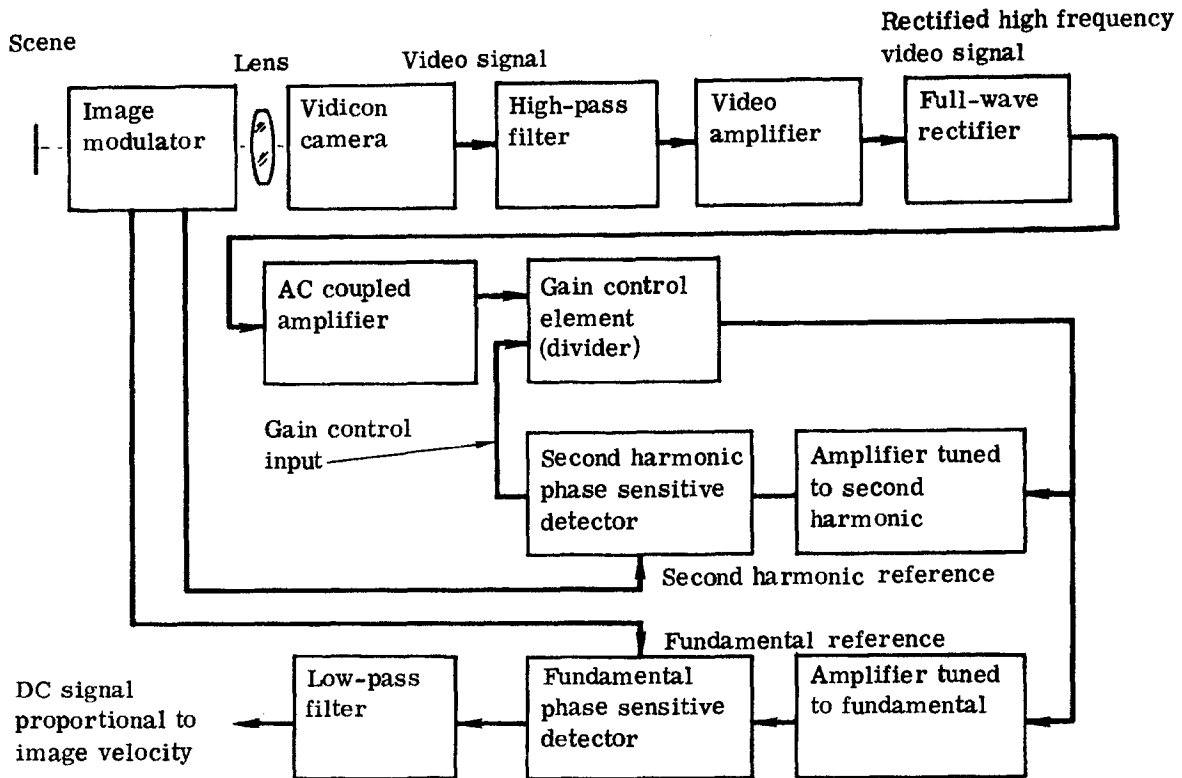 Scene
Lens
Video signal
Rectified high frequency
video signal
Image
modulator
Vidicon
camera
High-pass
filter
Video
amplifier
Full-wave
rectifier
AC coupled
amplifier
Gain control
element
(divider)
Gain control
input
Second harmonic
phase sensitive
detector
Amplifier tuned
to second
harmonic
Second harmonic reference
Fundamental reference
DC signal
proportional to
image velocity
Low-pass
filter
Fundamental
phase sensitive
detector
Amplifier tuned
to fundamental